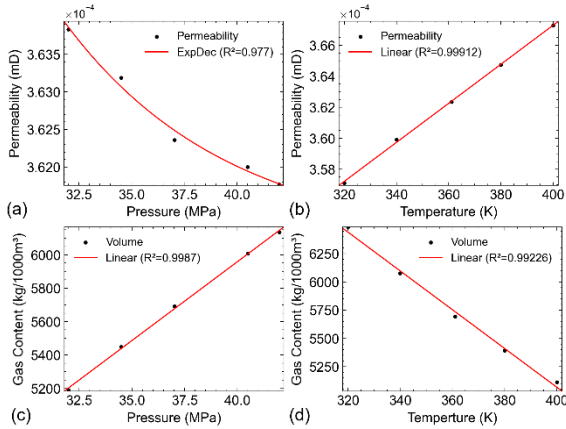 ×10⁻⁴
3.635
3.630
3.625
3.620
Permeability (mD)
Permeability
ExpDec (R²=0.977)
32.5 35.0 37.5 40.0
(a)
Pressure (MPa)
×10⁻⁴
3.66
3.64
3.60
3.58
Permeability (mD)
Permeability
Linear (R²=0.99912)
320 340 360 380 400
(b)
Temperature (K)
6000
5800
5600
5400
5200
Gas Content (kg/1000m³)
Volume
Linear (R²=0.9987)
32.5 35.0 37.5 40.0
(c)
Pressure (MPa)
6250
6000
5750
5500
5250
Gas Content (kg/1000m³)
Volume
Linear (R²=0.99226)
320 340 360 380 400
(d)
Temperture (K)